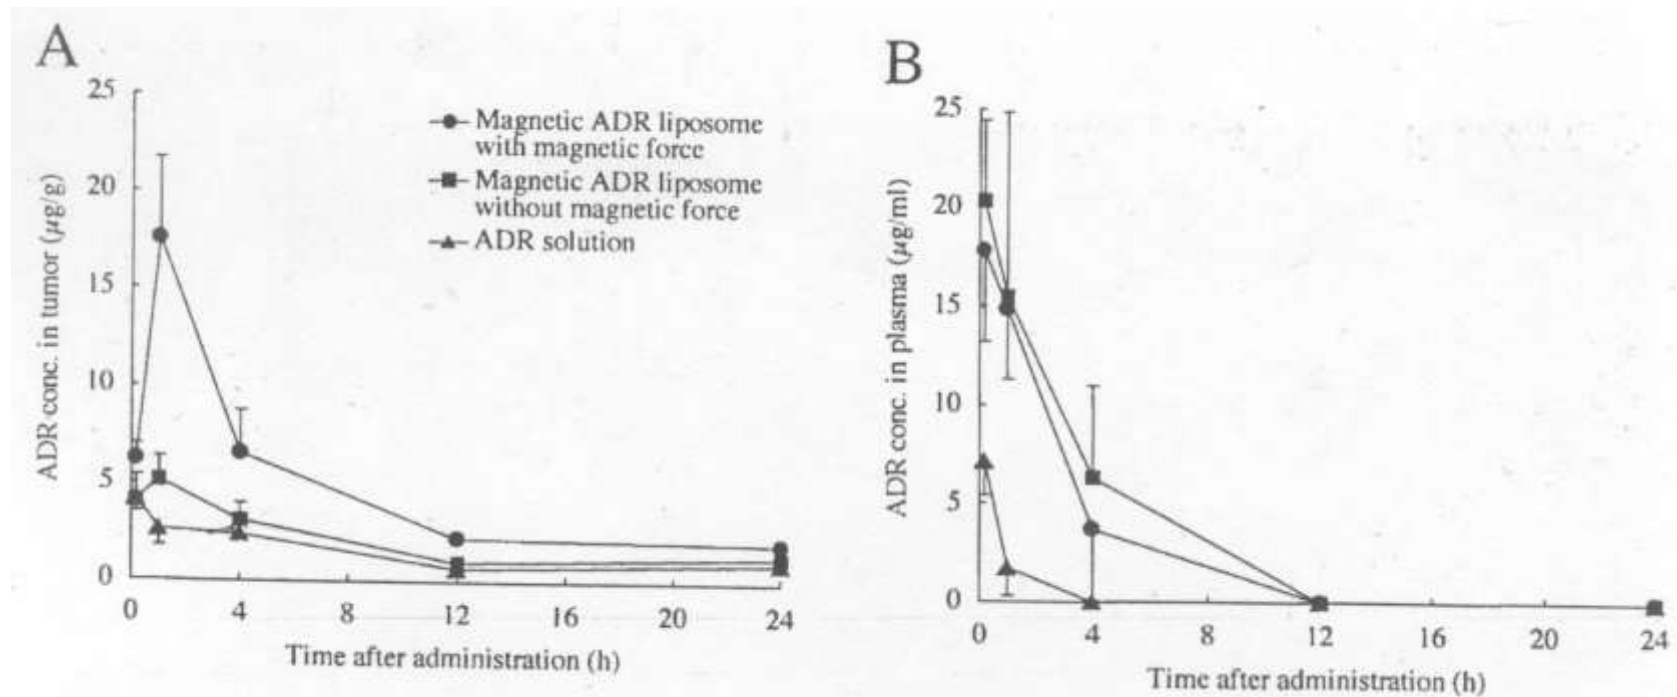 A
25
20
15
10
5
0
0 4 8 12 16 20 24
ADR conc. in tumor (µg/g)
Time after administration (h)
Magnetic ADR liposome
with magnetic force
Magnetic ADR liposome
without magnetic force
ADR solution
B
25
20
15
10
5
0
0 4 8 12 16 20 24
ADR conc. in plasma (µg/ml)
Time after administration (h)